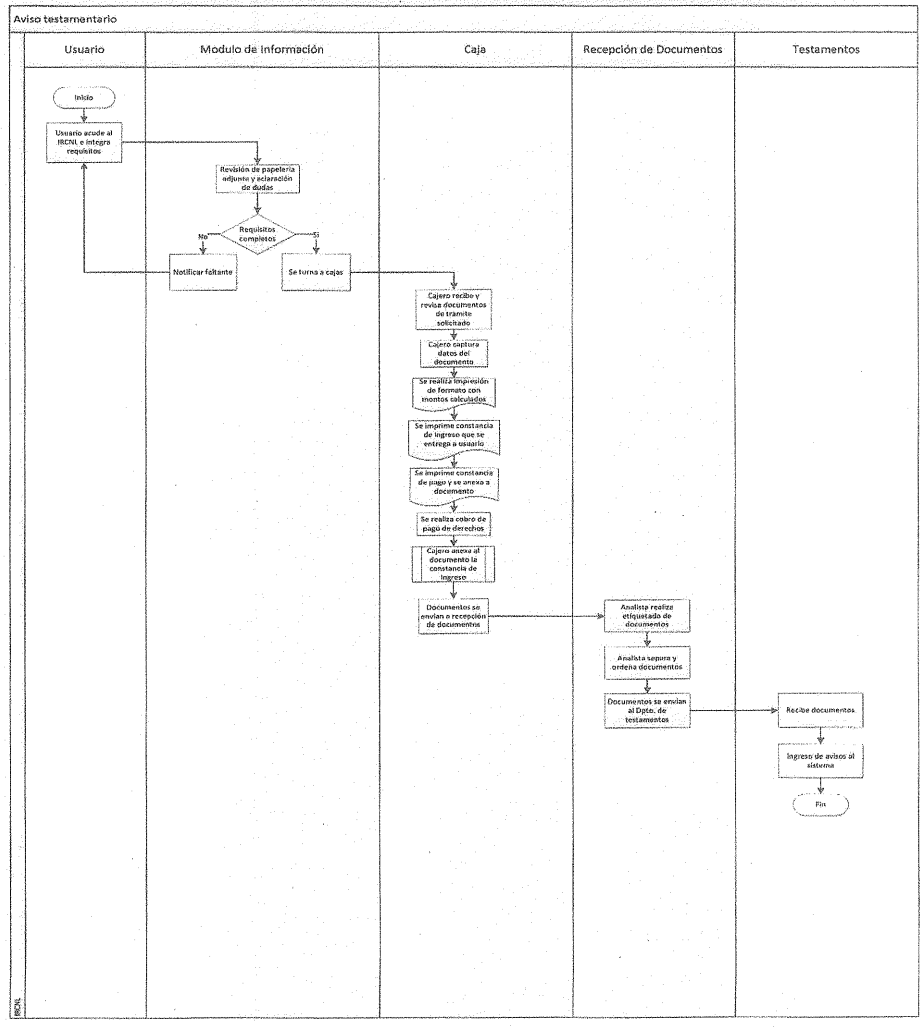 Aviso testamentario
Usuario
Modulo de Información
Caja
Recepción de Documentos
Testamentos
Inicio
Usuario acude al
IRCNL e integra
requisitos
Revisión de papelería
adjunta y aclaración
de dudas
Requisitos
completos
No
Si
Notificar faltante
Se turna a cajas
Cajero recibe y
revisa documentos
de tramite
solicitado
Cajero captura
datos del
documento
Se realiza impresión
de formato con
montos calculados
Se imprime constancia
de ingreso que se
entrega a usuario
Se imprime constancia
de pago y se anexa a
documento
Se realiza cobro de
pago de derechos
Cajero anexa al
documento la
constancia de
ingreso
Documentos se
envian a recepción
de documentos
Analista realiza
etiquetado de
documentos
Analista separa y
ordena documentos
Documentos se envian
al Dpto. de
testamentos
Recibe documentos
Ingreso de avisos al
sistema
Fin
IRCNL